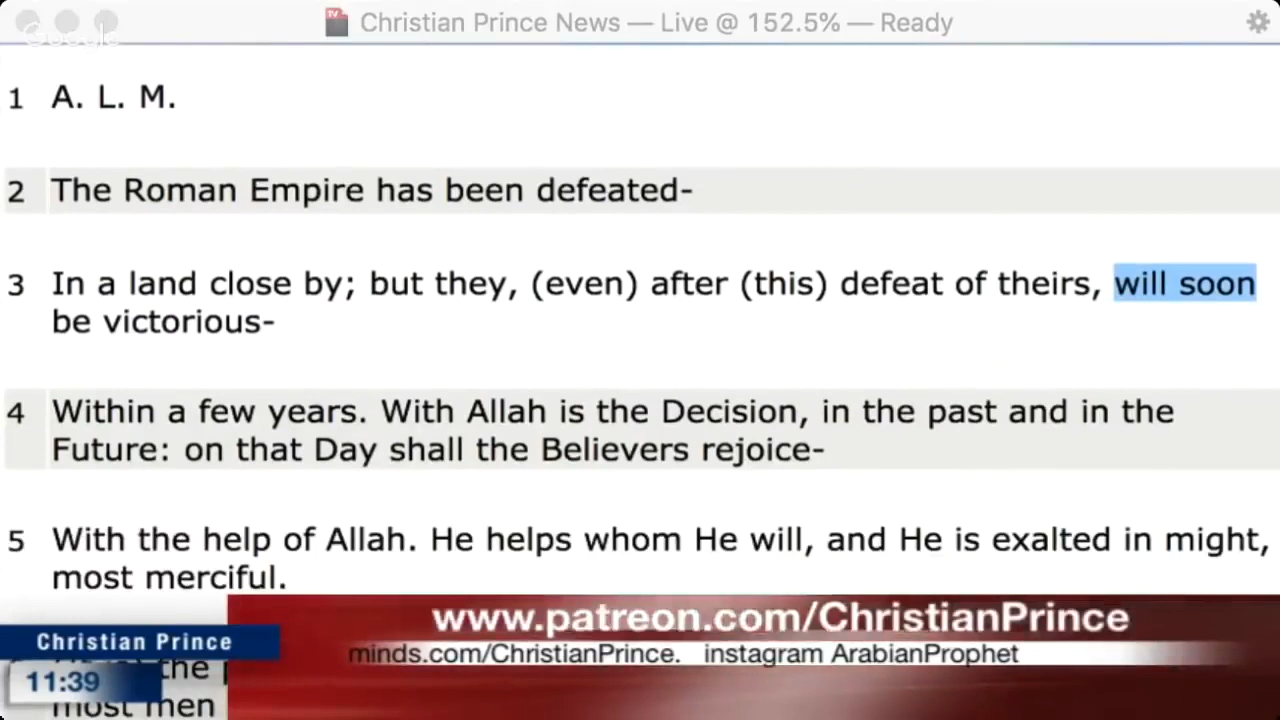 Christian Prince News — Live @ 152.5% — Ready
Google
1 A. L. M.
2 The Roman Empire has been defeated-
3 In a land close by; but they, (even) after (this) defeat of theirs, will soon
be victorious-
4 Within a few years. With Allah is the Decision, in the past and in the
Future: on that Day shall the Believers rejoice-
5 With the help of Allah. He helps whom He will, and He is exalted in might,
most merciful.
www.patreon.com/ChristianPrince
Christian Prince
minds.com/ChristianPrince. instagram ArabianProphet
the
11:39
most men